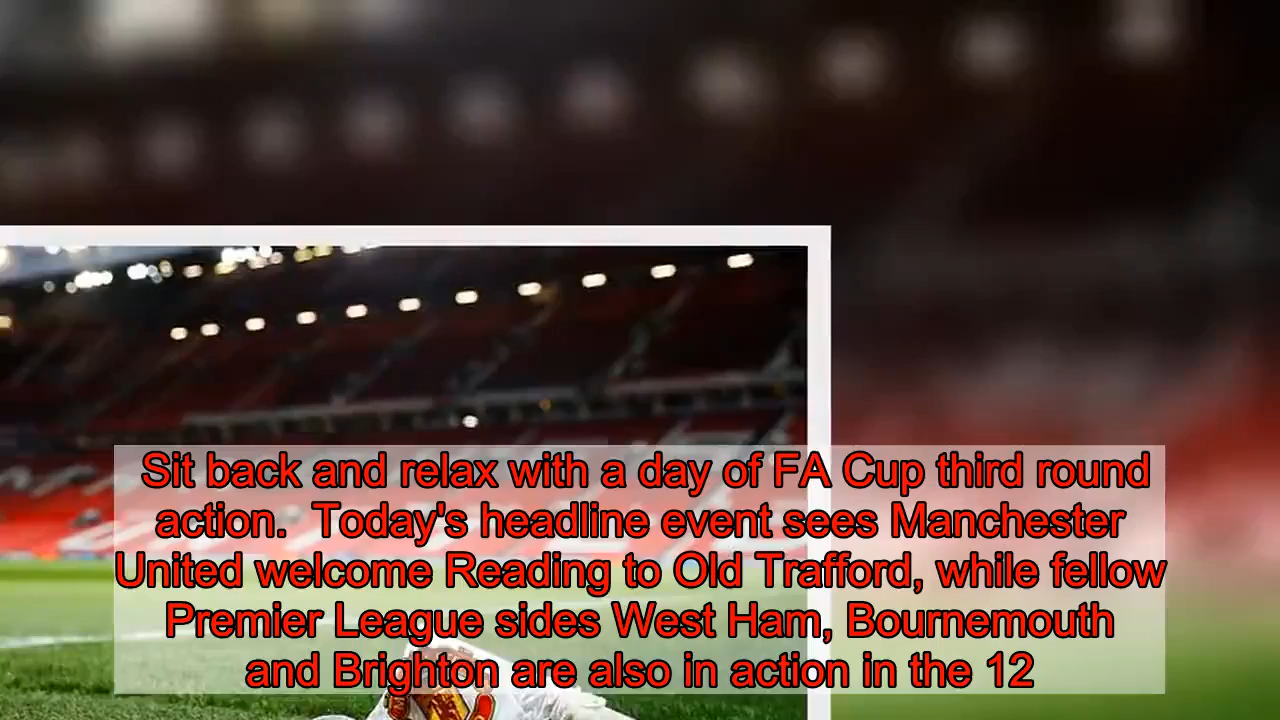 Sit back and relax with a day of FA Cup third round
action.  Today's headline event sees Manchester
United welcome Reading to Old Trafford, while fellow
Premier League sides West Ham, Bournemouth
and Brighton are also in action in the 12